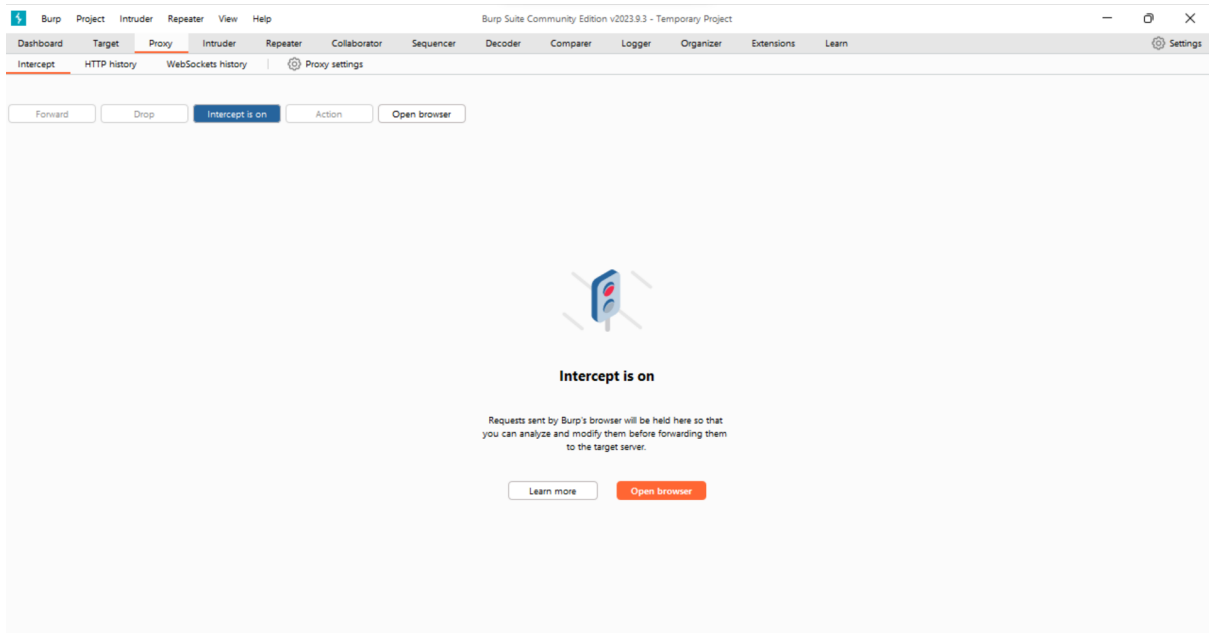 Burp Project Intruder Repeater View Help Burp Suite Community Edition v2023.9.3 - Temporary Project
Dashboard Target Proxy Intruder Repeater Collaborator Sequencer Decoder Comparer Logger Organizer Extensions Learn Settings
Intercept HTTP history WebSockets history Proxy settings
Forward Drop Intercept is on Action Open browser
Intercept is on
Requests sent by Burp's browser will be held here so that
you can analyze and modify them before forwarding them
to the target server.
Learn more Open browser